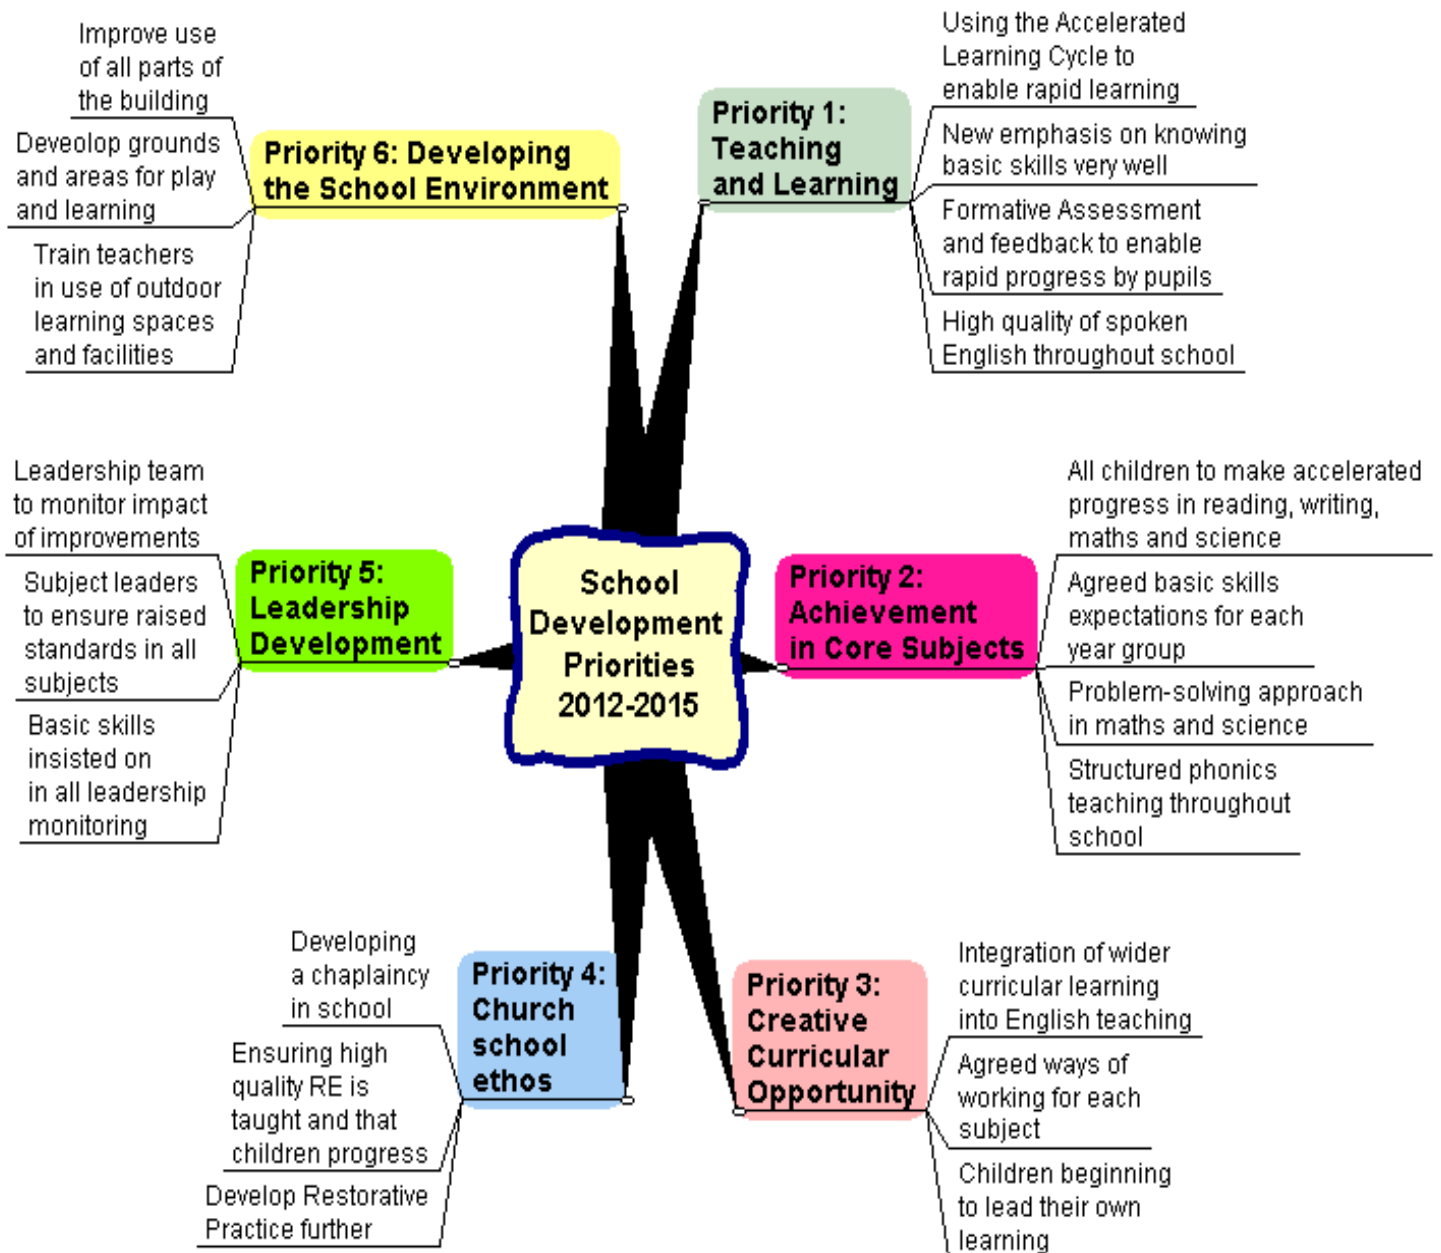 School
Development
Priorities
2012-2015
Priority 1:
Teaching
and Learning
Using the Accelerated
Learning Cycle to
enable rapid learning
New emphasis on knowing
basic skills very well
Formative Assessment
and feedback to enable
rapid progress by pupils
High quality of spoken
English throughout school
Priority 2:
Achievement
in Core Subjects
All children to make accelerated
progress in reading, writing,
maths and science
Agreed basic skills
expectations for each
year group
Problem-solving approach
in maths and science
Structured phonics
teaching throughout
school
Priority 3:
Creative
Curricular
Opportunity
Integration of wider
curricular learning
into English teaching
Agreed ways of
working for each
subject
Children beginning
to lead their own
learning
Priority 4:
Church
school
ethos
Developing
a chaplaincy
in school
Ensuring high
quality RE is
taught and that
children progress
Develop Restorative
Practice further
Priority 5:
Leadership
Development
Leadership team
to monitor impact
of improvements
Subject leaders
to ensure raised
standards in all
subjects
Basic skills
insisted on
in all leadership
monitoring
Priority 6: Developing
the School Environment
Improve use
of all parts of
the building
Deveolop grounds
and areas for play
and learning
Train teachers
in use of outdoor
learning spaces
and facilities